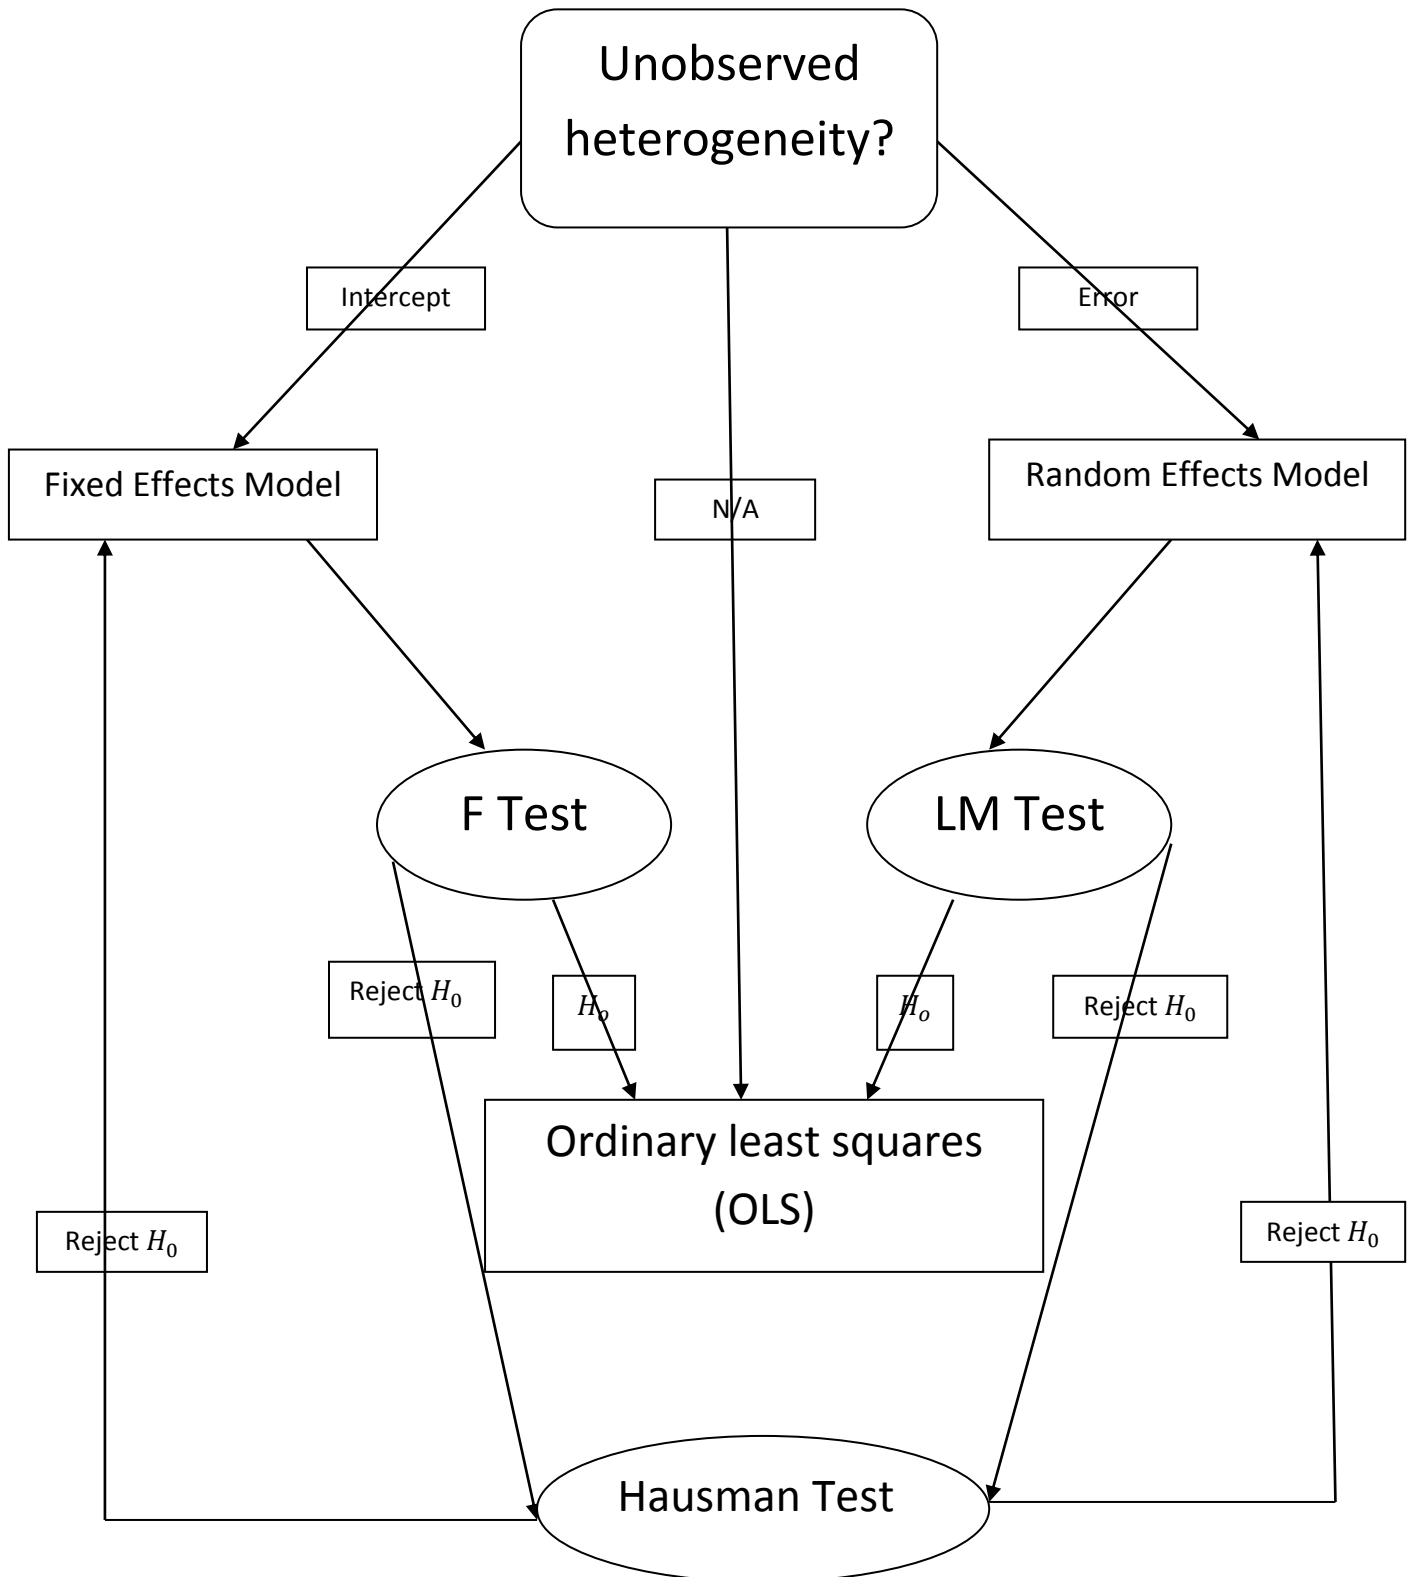 Unobserved
heterogeneity?
Intercept
Error
Fixed Effects Model
Random Effects Model
N/A
F Test
LM Test
Reject H₀
Hₒ
Hₒ
Reject H₀
Ordinary least squares
(OLS)
Reject H₀
Reject H₀
Hausman Test